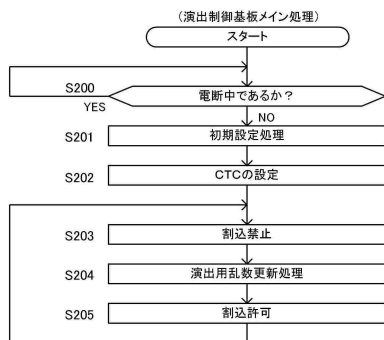 (演出制御基板メイン処理)
スタート
S200
電断中であるか?
YES
NO
S201
初期設定処理
S202
CTCの設定
S203
割込禁止
S204
演出用乱数更新処理
S205
割込許可